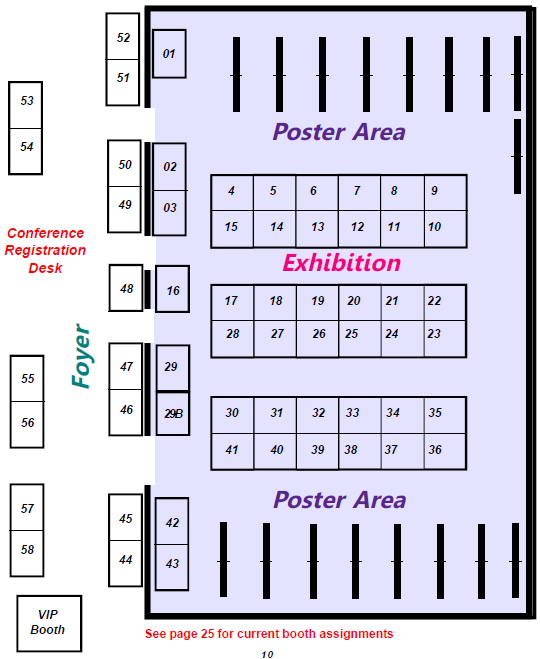 52
01
51
53
54
Poster Area
50
02
49
03
4 5 6 7 8 9
15 14 13 12 11 10
Conference
Registration
Desk
Exhibition
48
16
17 18 19 20 21 22
28 27 26 25 24 23
Foyer
47
29
46
29B
55
56
30 31 32 33 34 35
41 40 39 38 37 36
Poster Area
57
58
45
42
44
43
VIP
Booth
See page 25 for current booth assignments
10